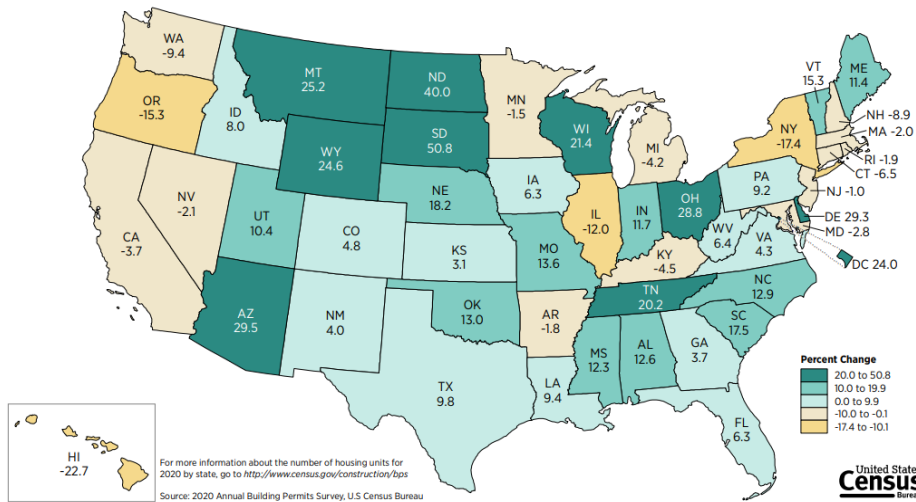 WA
-9.4
OR
-15.3
CA
-3.7
NV
-2.1
ID
8.0
MT
25.2
WY
24.6
UT
10.4
AZ
29.5
CO
4.8
NM
4.0
ND
40.0
SD
50.8
NE
18.2
KS
3.1
OK
13.0
TX
9.8
MN
-1.5
IA
6.3
MO
13.6
AR
-1.8
LA
9.4
WI
21.4
IL
-12.0
MI
-4.2
IN
11.7
OH
28.8
KY
-4.5
TN
20.2
MS
12.3
AL
12.6
GA
3.7
FL
6.3
SC
17.5
NC
12.9
VA
4.3
WV
6.4
PA
9.2
NY
-17.4
VT
15.3
ME
11.4
NH -8.9
MA -2.0
RI -1.9
CT -6.5
NJ -1.0
DE 29.3
MD -2.8
DC 24.0
HI
-22.7
Percent Change
20.0 to 50.8
10.0 to 19.9
0.0 to 9.9
-10.0 to -0.1
-17.4 to -10.1
For more information about the number of housing units for
2020 by state, go to http://www.census.gov/construction/bps
Source: 2020 Annual Building Permits Survey, U.S Census Bureau
United State
Census
Burea